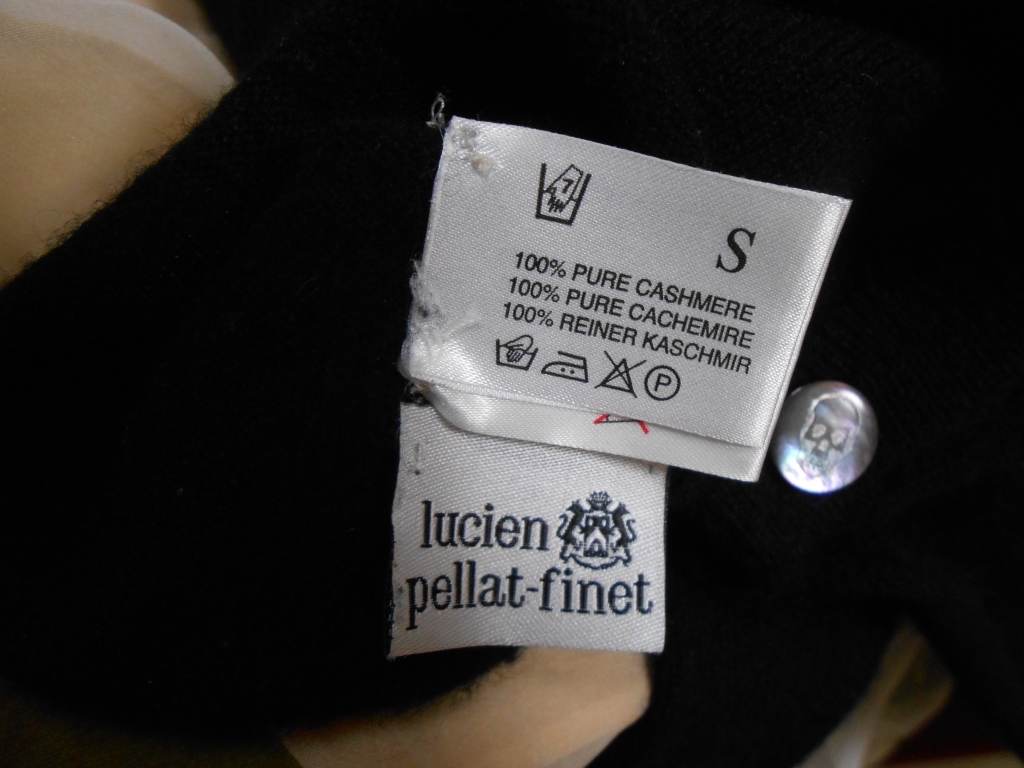 S
100% PURE CASHMERE
100% PURE CACHEMIRE
100% REINER KASCHMIR
P
lucien
pellat-finet